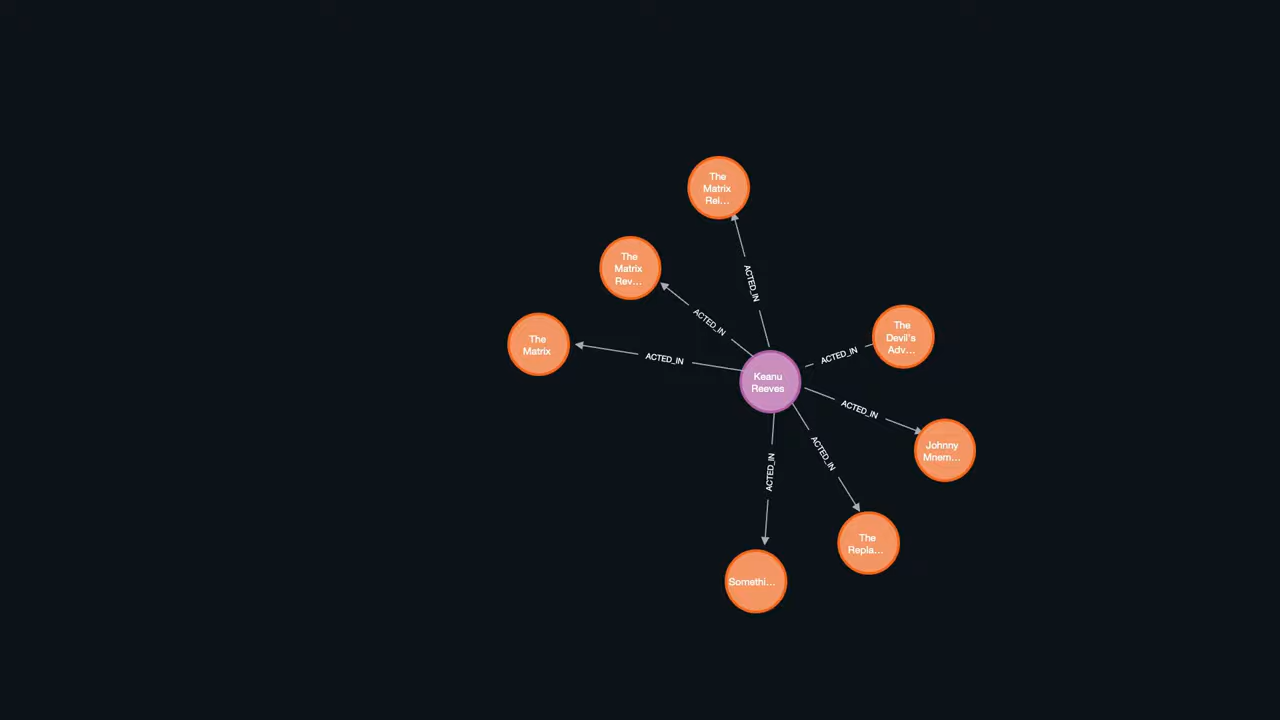 The
Matrix
Rel...
The
Matrix
Rev...
ACTED_IN
ACTED_IN
The
Matrix
ACTED_IN
The
Devil's
Adv...
ACTED_IN
Keanu
Reeves
ACTED_IN
Johnny
Mnem...
ACTED_IN
ACTED_IN
The
Repla...
Somethi...